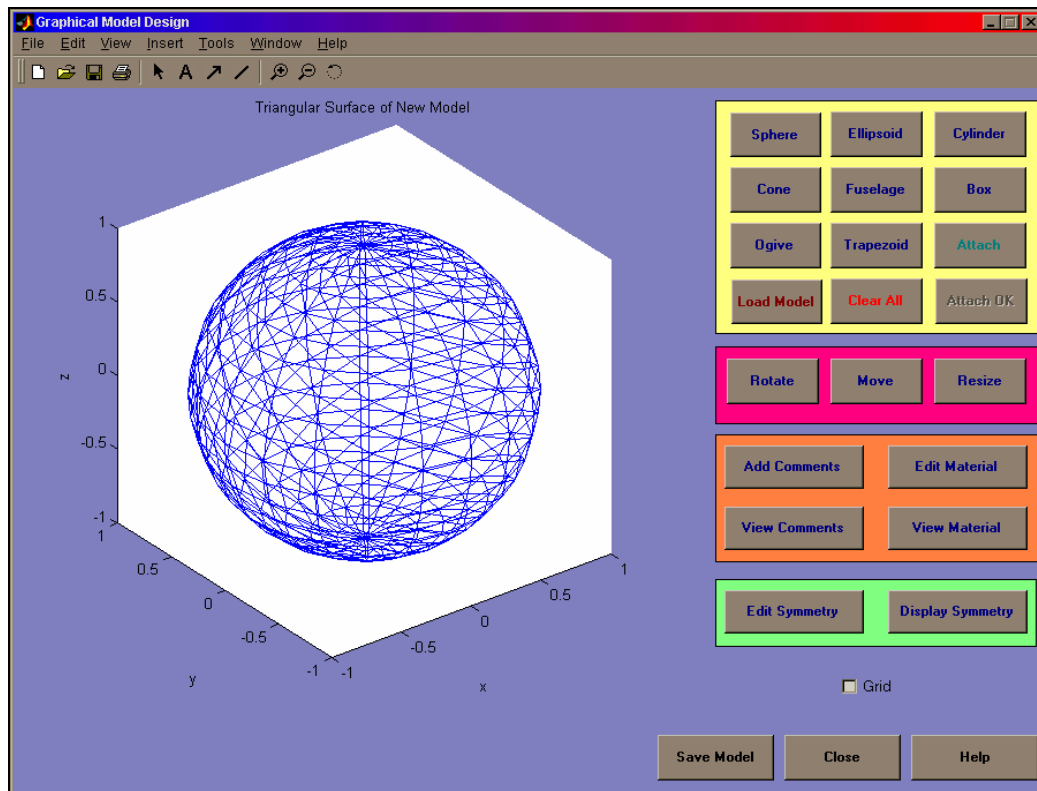 Graphical Model Design
File Edit View Insert Tools Window Help
A
Triangular Surface of New Model
1
0.5
0
-0.5
-1
z
1
0.5
0
-0.5
-1
y
-1
-0.5
0
0.5
1
x
Sphere Ellipsoid Cylinder
Cone Fuselage Box
Ogive Trapezoid Attach
Load Model Clear All Attach OK
Rotate Move Resize
Add Comments Edit Material
View Comments View Material
Edit Symmetry Display Symmetry
Grid
Save Model Close Help